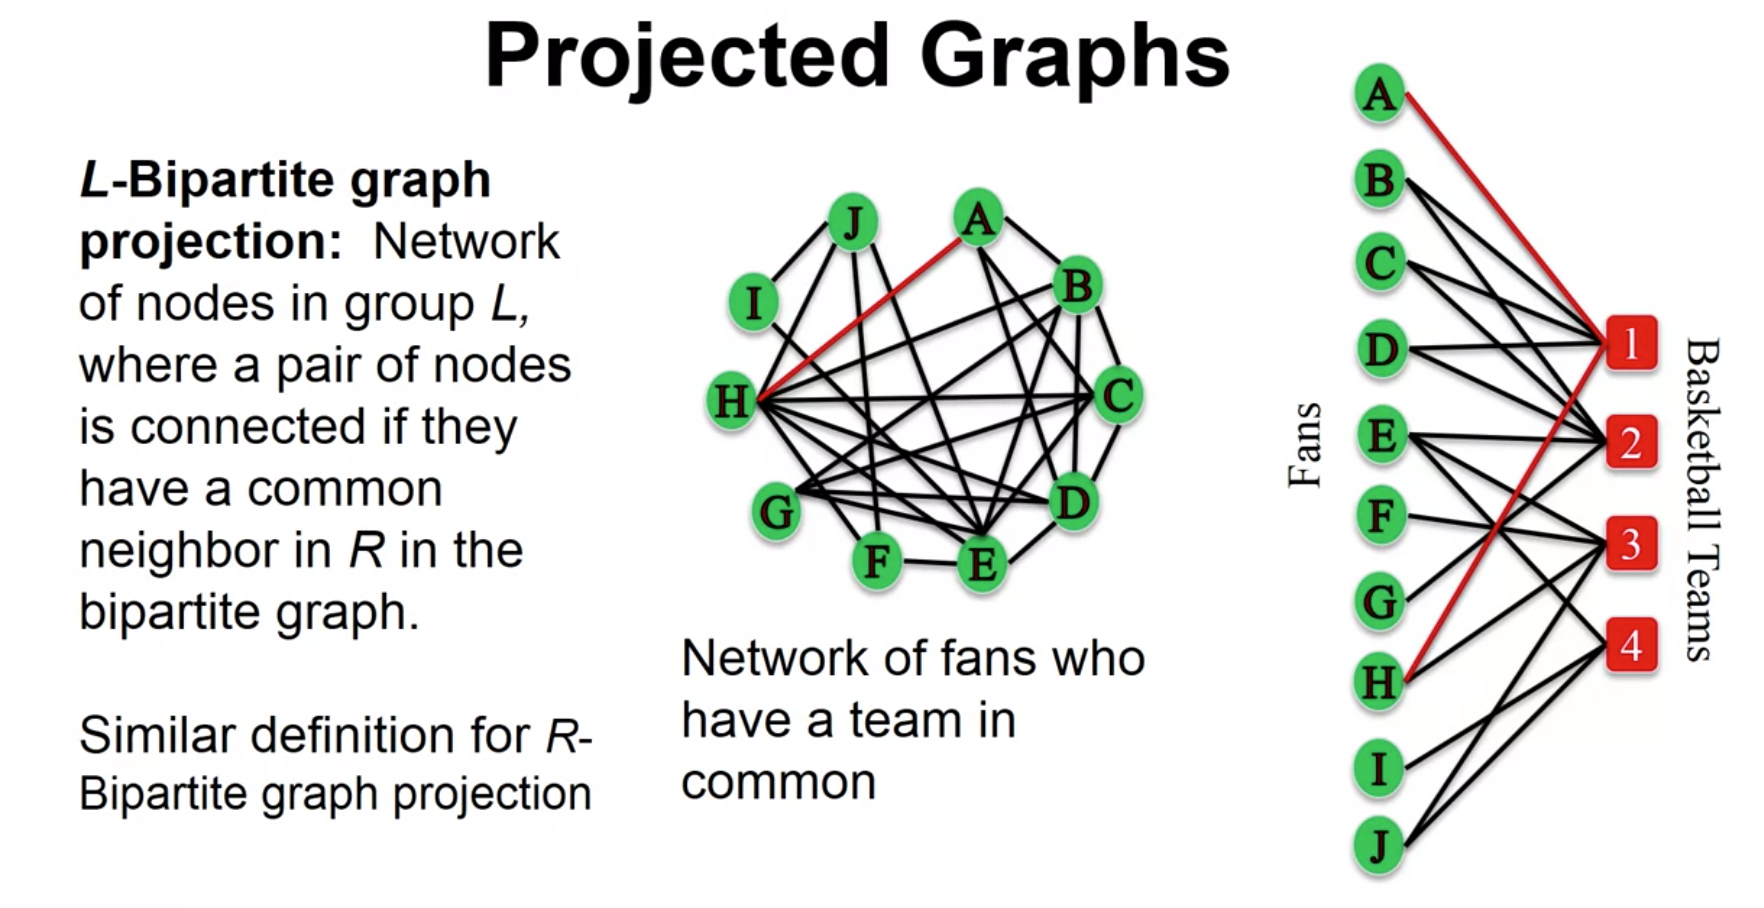 Projected Graphs
L-Bipartite graph
projection: Network
of nodes in group L,
where a pair of nodes
is connected if they
have a common
neighbor in R in the
bipartite graph.
Similar definition for R-
Bipartite graph projection
J
A
I
B
H
C
G
D
F
E
Network of fans who
have a team in
common
Fans
A
B
C
D
E
F
G
H
I
J
1
2
3
4
Basketball Teams